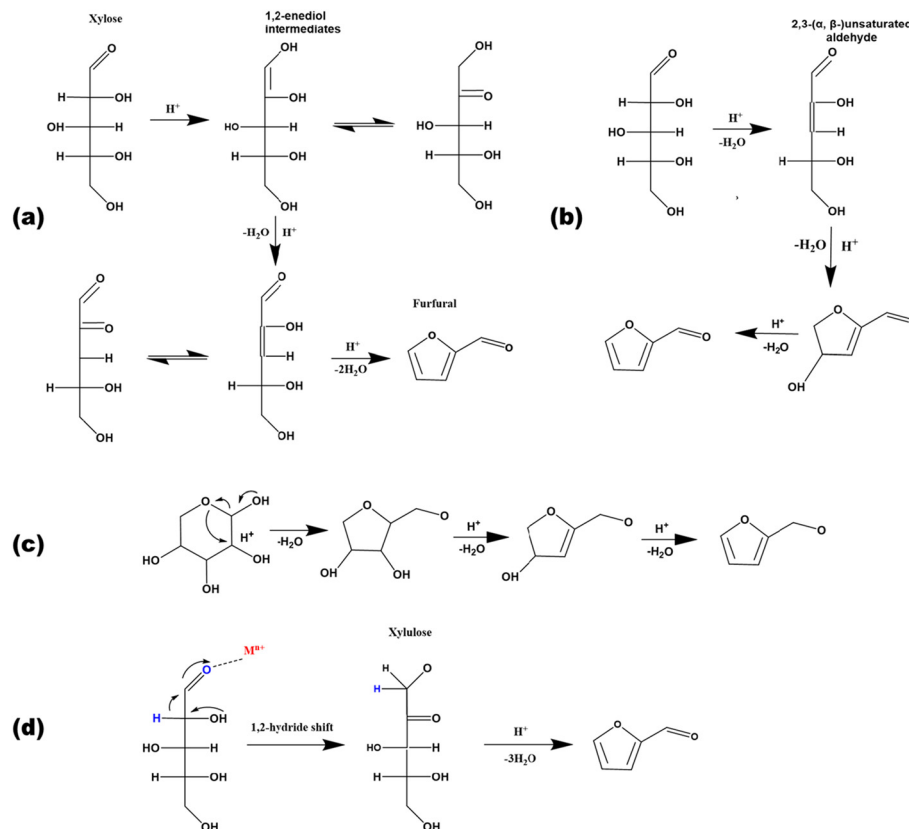 Xylose
1,2-enediol
intermediates
O
H
OH
HO
H
H
OH
OH
H⁺
OH
OH
HO
H
H
OH
OH
OH
O
HO
H
H
OH
OH
(a)
-H₂O
H⁺
O
O
H
H
OH
OH
O
OH
H
H
OH
OH
H⁺
-2H₂O
Furfural
O
O
2,3-(α, β-)unsaturated
aldehyde
O
H
OH
HO
H
H
OH
OH
H⁺
-H₂O
O
OH
H
H
OH
OH
(b)
,
-H₂O
H⁺
O
OH
H⁺
-H₂O
O
O
(c)
O
OH
H⁺
OH
HO
OH
-H₂O
O
O
OH
OH
H⁺
-H₂O
O
O
OH
H⁺
-H₂O
O
O
(d)
Mⁿ⁺
O
H
OH
HO
H
H
OH
OH
1,2-hydride shift
Xylulose
H
O
H
O
HO
H
H
OH
OH
H⁺
-3H₂O
O
O